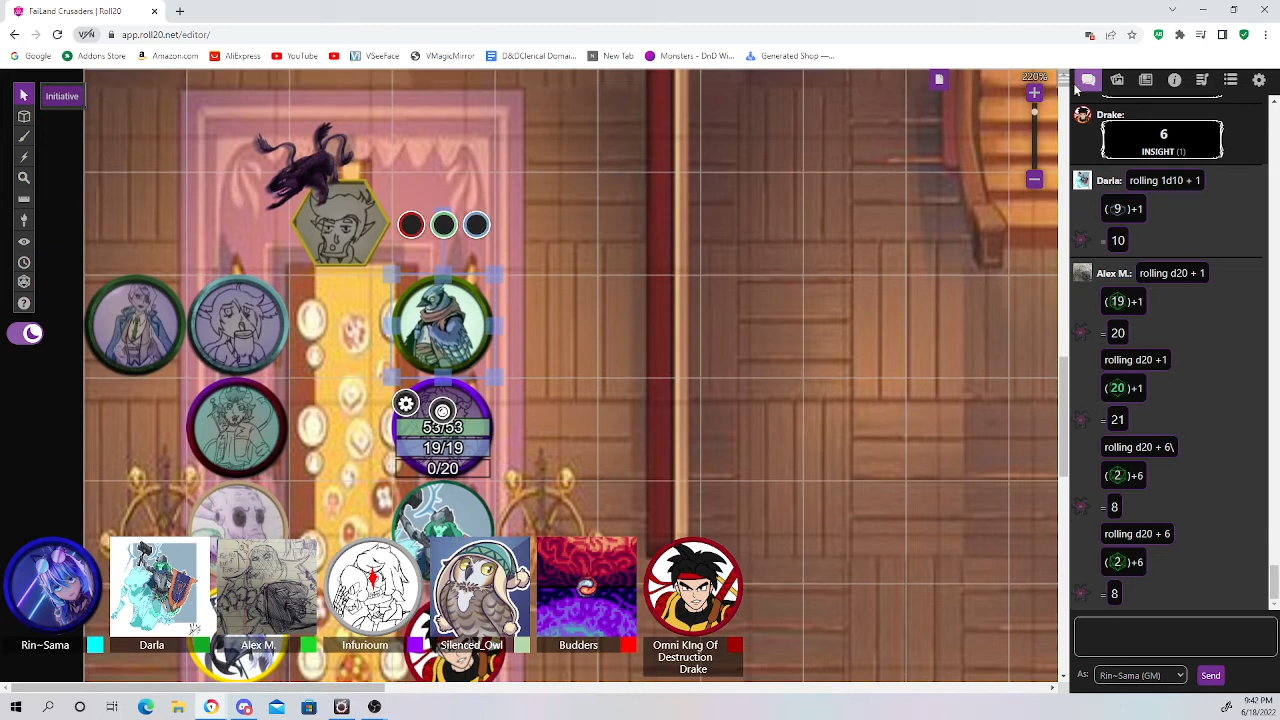 FaiLand Crusaders | Roll20
VPN
app.roll20.net/editor/
Google
Addons Store
Amazon.com
AliExpress
YouTube
VSeeFace
VMagicMirror
D&DClerical Domai...
New Tab
Monsters - DnD Wi...
Generated Shop —...
Initiative
220%
Drake:
6
INSIGHT (1)
Darla: rolling 1d10 + 1
(9)+1
= 10
Alex M.: rolling d20 + 1
(19)+1
= 20
rolling d20 +1
(20)+1
= 21
rolling d20 + 6\
(2)+6
= 8
rolling d20 + 6
(2)+6
= 8
53/53
19/19
0/20
Rin~Sama
Darla
Alex M.
Infurioum
Silenced_Owl
Budders
Omni KIng Of
Destruction
Drake
As: Rin~Sama (GM)
Send
9:42 PM
6/18/2022